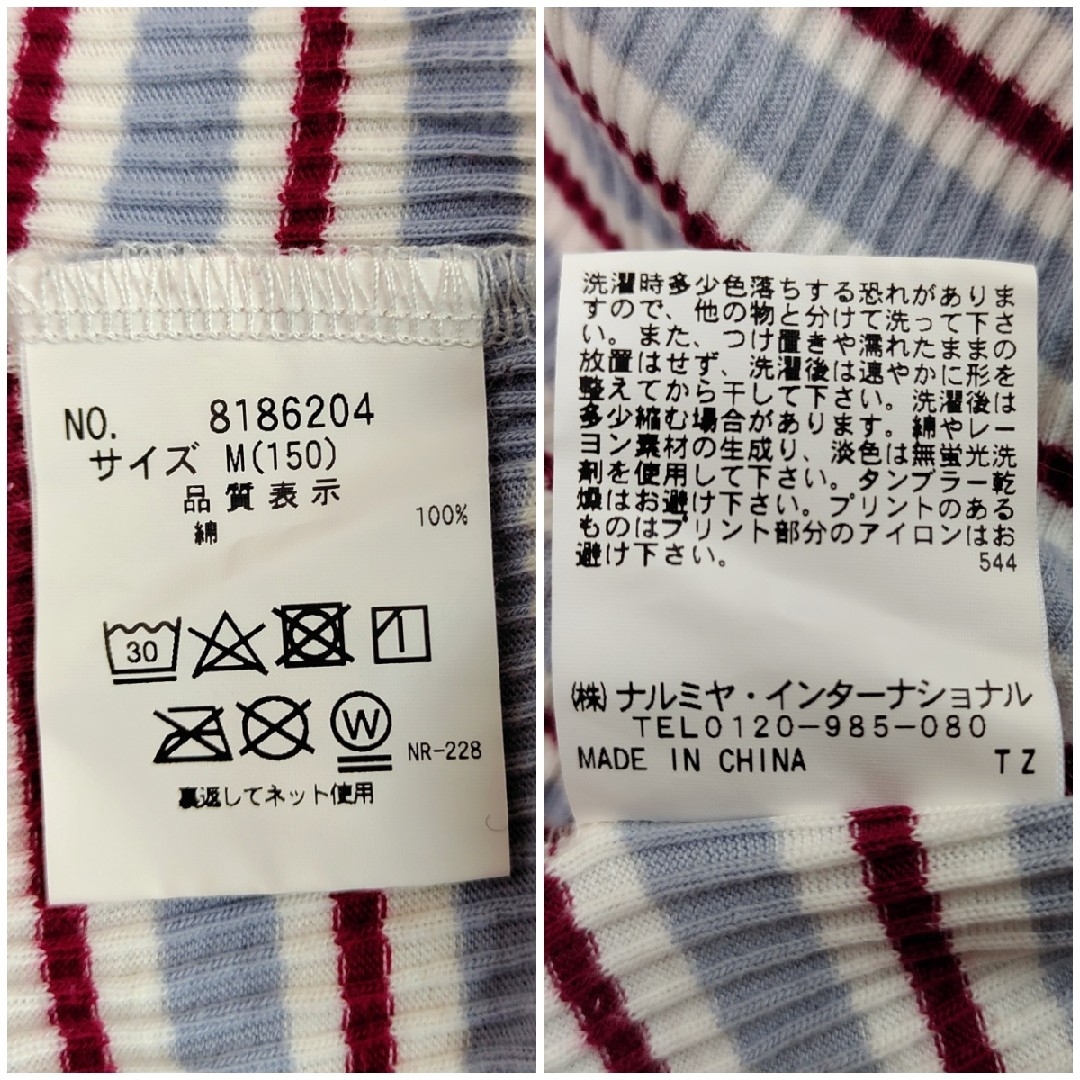 NO. 8186204
サイズ M(150)
品質表示
綿 100%
30
W NR-228
裏返してネット使用
洗濯時多少色落ちする恐れがありま
すので、他の物と分けて洗って下さ
い。また、つけ置きや濡れたままの
放置はせず、洗濯後は速やかに形を
整えてから干して下さい。洗濯後は
多少縮む場合があります。綿やレー
ヨン素材の生成り、淡色は無蛍光洗
剤を使用して下さい。タンブラー乾
燥はお避け下さい。プリントのある
ものはプリント部分のアイロンはお
避け下さい。 544
(株)ナルミヤ・インターナショナル
TEL0120-985-080
MADE IN CHINA TZ